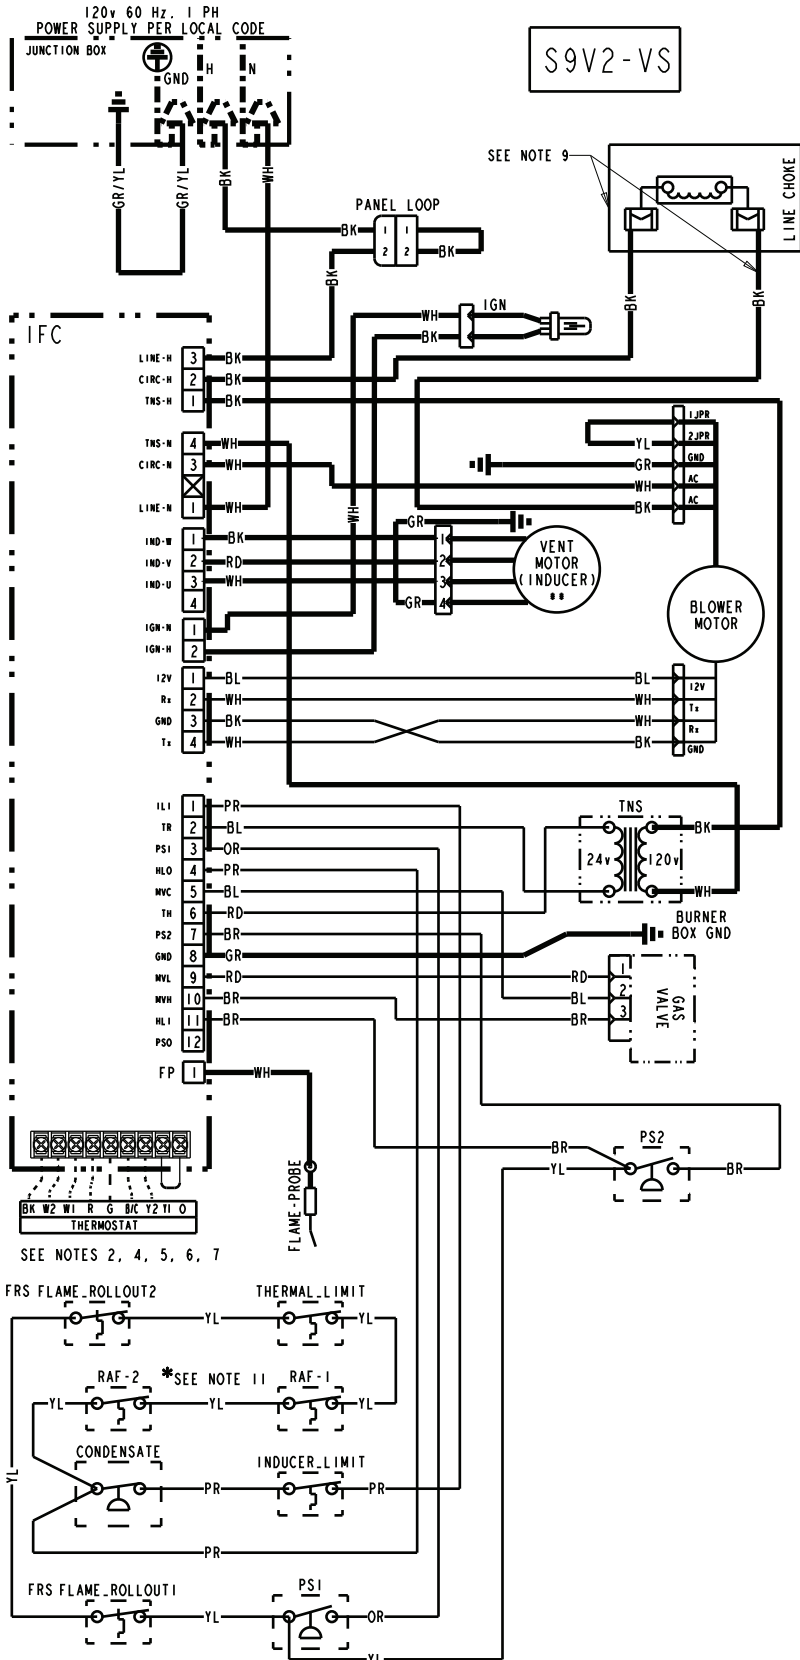 120v 60 Hz. 1 PH
POWER SUPPLY PER LOCAL CODE
JUNCTION BOX
GND
H
N
S9V2-VS
GR/YL
GR/YL
BK
WH
SEE NOTE 9
LINE CHOKE
PANEL LOOP
BK
1
1
2
2
BK
BK
BK
BK
IGN
WH
BK
IFC
LINE-H 3 BK
CIRC-H 2 BK
TNS-H 1 BK
TNS-N 4 WH
CIRC-N 3 WH
LINE-N 1 WH
1JPR
YL 2JPR
GR GND
WH AC
BK AC
WH
IND-W 1 BK
IND-V 2 RD
IND-U 3 WH
4
GR
1
2
3
GR 4
VENT
MOTOR
(INDUCER)
**
BLOWER
MOTOR
IGN-N 1
IGN-H 2
12V 1 BL BL 12V
Rx 2 WH WH Tx
GND 3 BK WH Rx
Tx 4 WH BK GND
IL1 1 PR
TR 2 BL
PS1 3 OR
HLO 4 PR
MVC 5 BL
TH 6 RD
PS2 7 BR
GND 8 GR
MVL 9 RD
MVH 10 BR
HL1 11 BR
PSO 12
FP 1 WH
TNS
24v
120v
BK
WH
BURNER
BOX GND
RD 1
BL 2
BR 3
GAS
VALVE
PS2
BR
YL
BR
FLAME-PROBE
BK W2 W1 R G B/C Y2 Y1 O
THERMOSTAT
SEE NOTES 2, 4, 5, 6, 7
FRS FLAME_ROLLOUT2
THERMAL_LIMIT
YL
YL
RAF-2
*SEE NOTE 11
RAF-1
YL
YL
YL
CONDENSATE
INDUCER_LIMIT
YL
PR
PR
PR
FRS FLAME_ROLLOUT1
PS1
YL
OR
YL